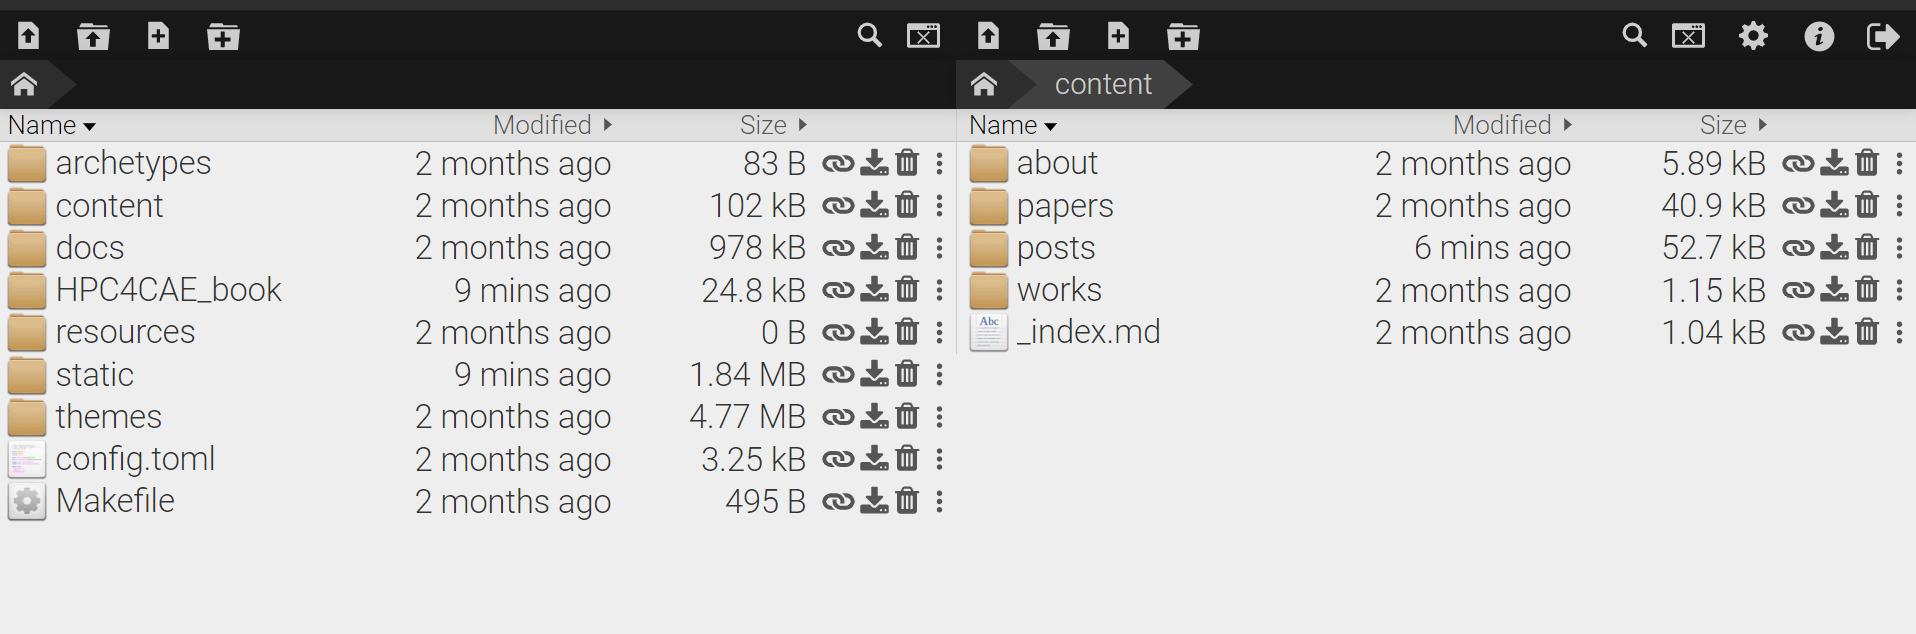 content
Name Modified Size
archetypes 2 months ago 83 B
content 2 months ago 102 kB
docs 2 months ago 978 kB
HPC4CAE_book 9 mins ago 24.8 kB
resources 2 months ago 0 B
static 9 mins ago 1.84 MB
themes 2 months ago 4.77 MB
config.toml 2 months ago 3.25 kB
Makefile 2 months ago 495 B
Name Modified Size
about 2 months ago 5.89 kB
papers 2 months ago 40.9 kB
posts 6 mins ago 52.7 kB
works 2 months ago 1.15 kB
Abc _index.md 2 months ago 1.04 kB